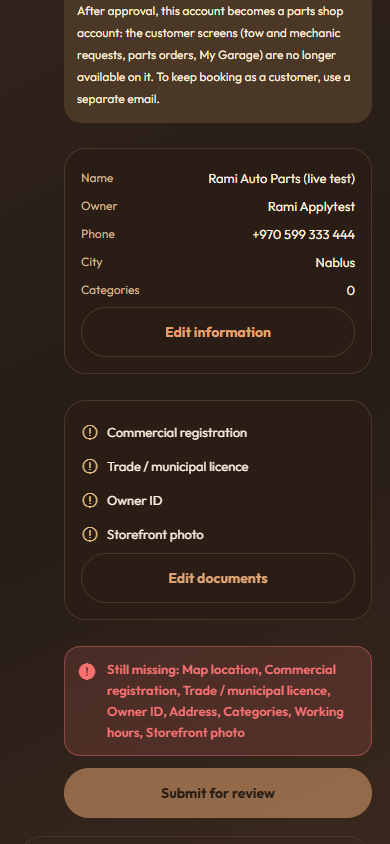 After approval, this account becomes a parts shop
account: the customer screens (tow and mechanic
requests, parts orders, My Garage) are no longer
available on it. To keep booking as a customer, use a
separate email.
Name Rami Auto Parts (live test)
Owner Rami Applytest
Phone +970 599 333 444
City Nablus
Categories 0
Edit information
Commercial registration
Trade / municipal licence
Owner ID
Storefront photo
Edit documents
Still missing: Map location, Commercial
registration, Trade / municipal licence,
Owner ID, Address, Categories, Working
hours, Storefront photo
Submit for review